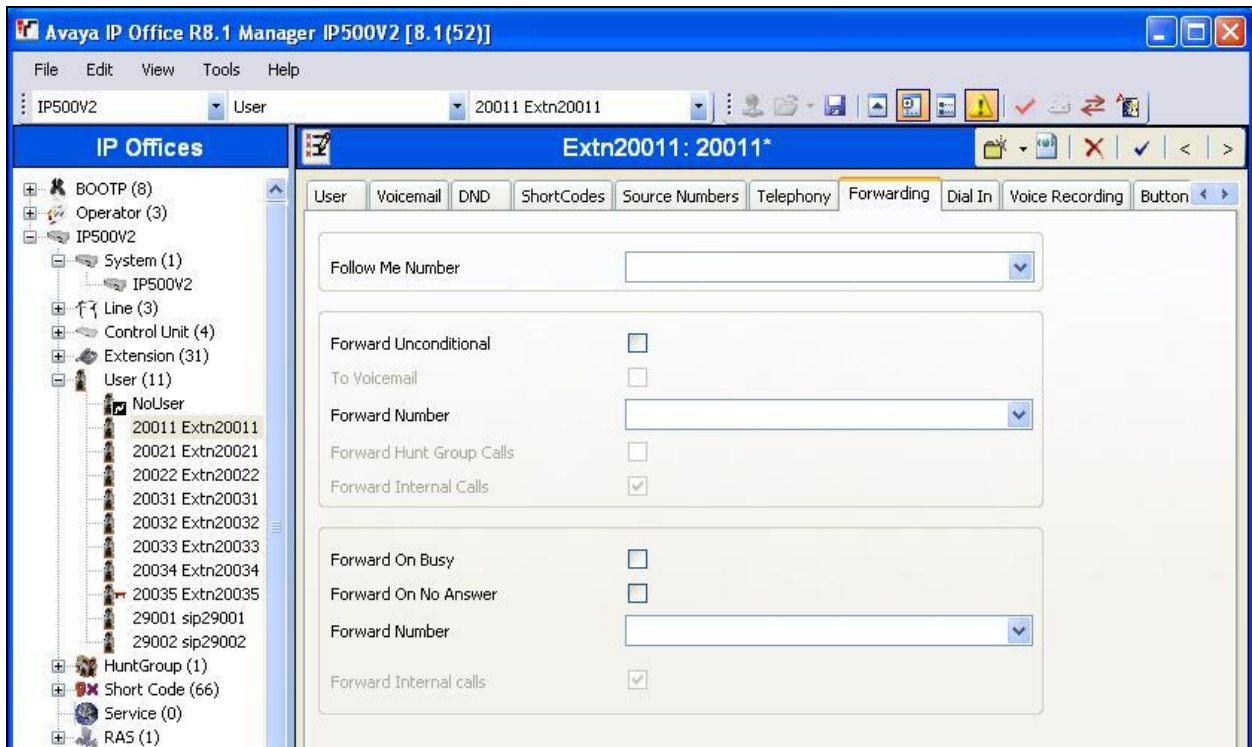 Avaya IP Office R8.1 Manager IP500V2 [8.1(52)]
File Edit View Tools Help
IP500V2 User 20011 Extn20011
IP Offices
Extn20011: 20011*
BOOTP (8)
Operator (3)
IP500V2
System (1)
IP500V2
Line (3)
Control Unit (4)
Extension (31)
User (11)
NoUser
20011 Extn20011
20021 Extn20021
20022 Extn20022
20031 Extn20031
20032 Extn20032
20033 Extn20033
20034 Extn20034
20035 Extn20035
29001 sip29001
29002 sip29002
HuntGroup (1)
Short Code (66)
Service (0)
RAS (1)
User Voicemail DND ShortCodes Source Numbers Telephony Forwarding Dial In Voice Recording Button
Follow Me Number
Forward Unconditional
To Voicemail
Forward Number
Forward Hunt Group Calls
Forward Internal Calls
Forward On Busy
Forward On No Answer
Forward Number
Forward Internal calls